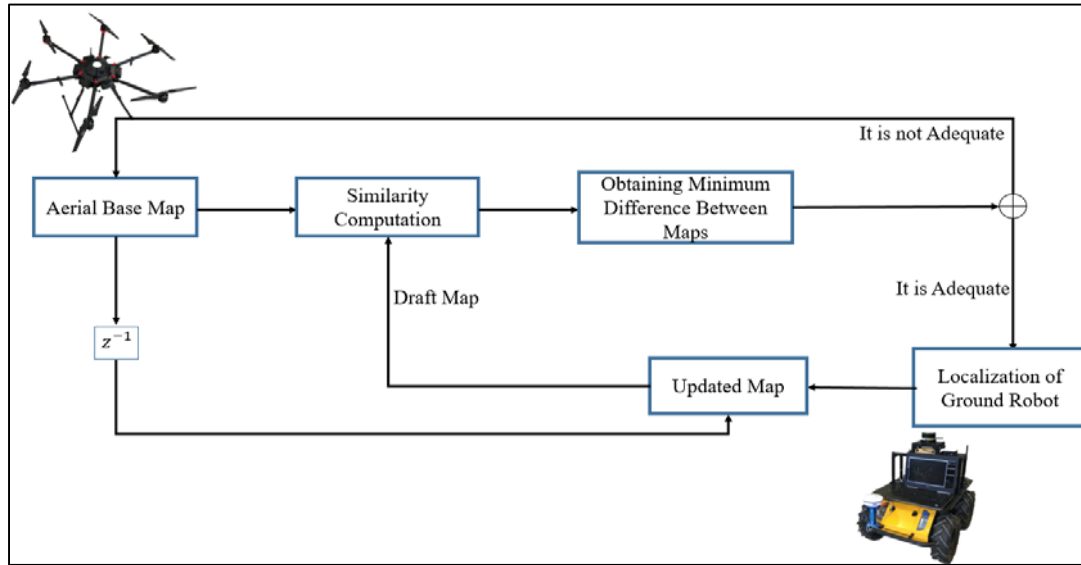 It is not Adequate
Aerial Base Map
Similarity
Computation
Obtaining Minimum
Difference Between
Maps
Draft Map
It is Adequate
z⁻¹
Updated Map
Localization of
Ground Robot